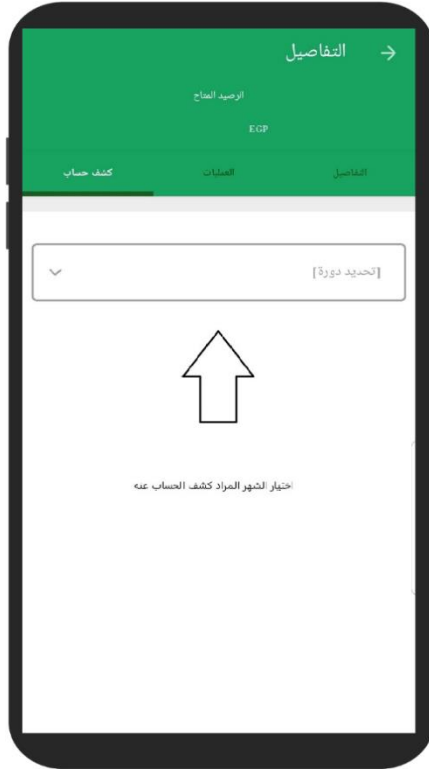 التفاصيل
الرصيد المتاح
EGP
التفاصيل
العمليات
كشف حساب
[تحديد دورة]
اختيار الشهر المراد كشف الحساب عنه